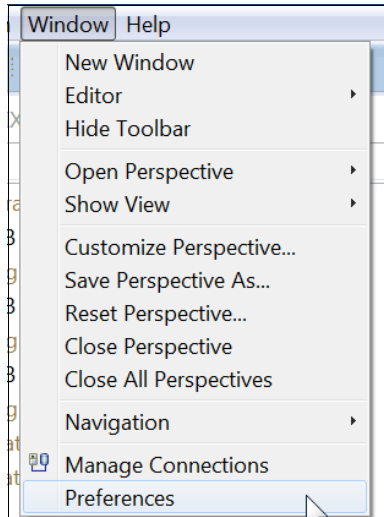 Window Help
New Window
Editor
Hide Toolbar
Open Perspective
Show View
Customize Perspective...
Save Perspective As...
Reset Perspective...
Close Perspective
Close All Perspectives
Navigation
Manage Connections
Preferences